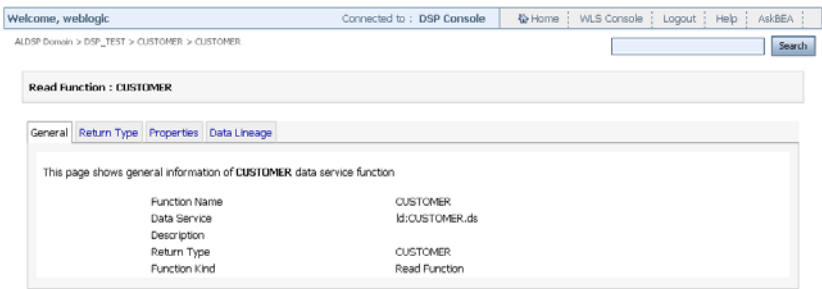 Welcome, weblogic Connected to : DSP Console Home WLS Console Logout Help AskBEA
ALDSP Domain > DSP_TEST > CUSTOMER > CUSTOMER Search
Read Function : CUSTOMER
General Return Type Properties Data Lineage
This page shows general information of CUSTOMER data service function
Function Name CUSTOMER
Data Service ld:CUSTOMER.ds
Description
Return Type CUSTOMER
Function Kind Read Function